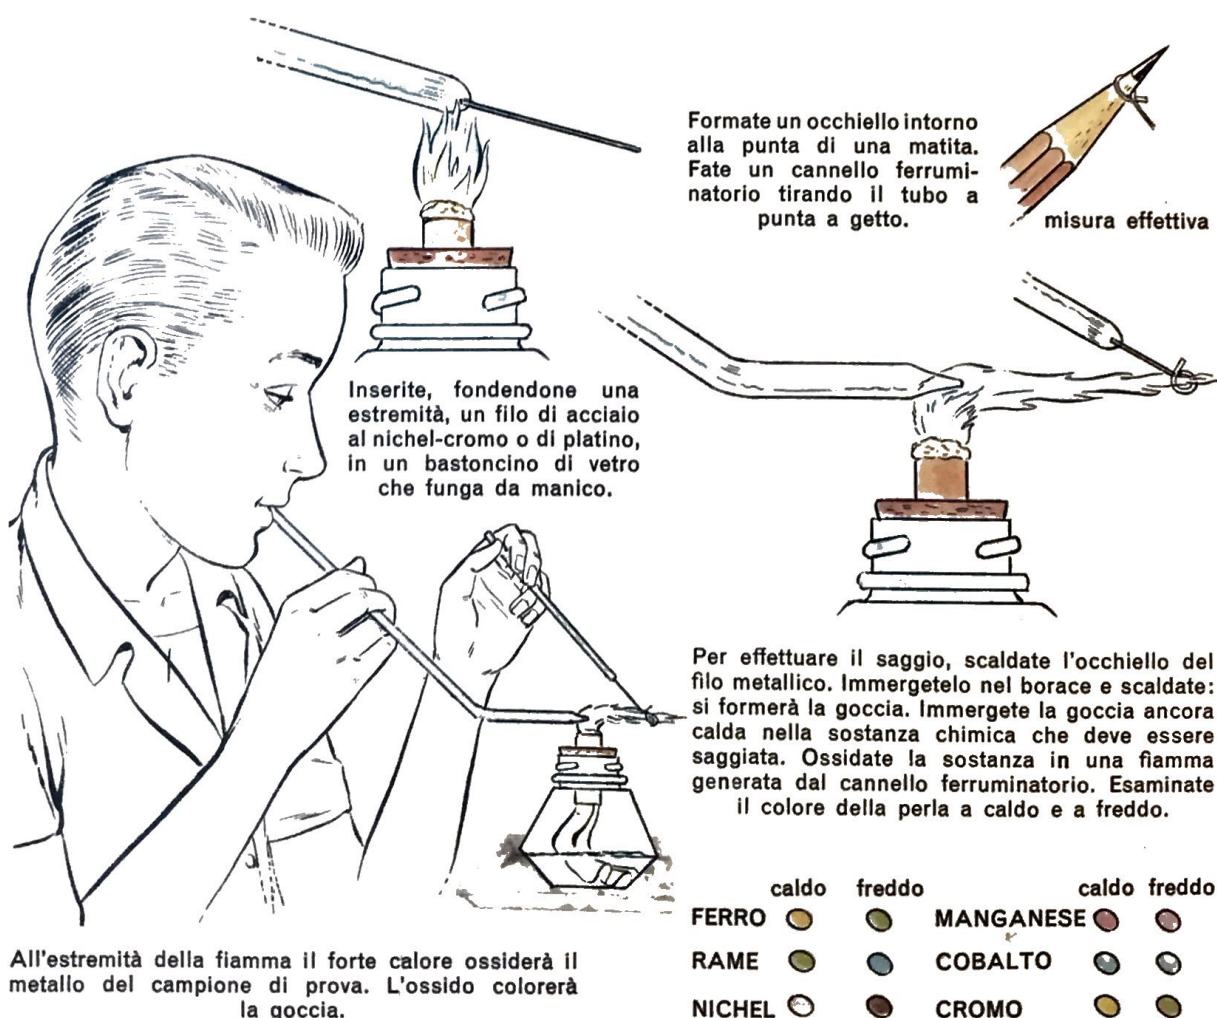 Formate un occhiello intorno
alla punta di una matita.
Fate un cannello ferrumi-
natorio tirando il tubo a
punta a getto.
misura effettiva
Inserite, fondendone una
estremità, un filo di acciaio
al nichel-cromo o di platino,
in un bastoncino di vetro
che funga da manico.
Per effettuare il saggio, scaldate l'occhiello del
filo metallico. Immergetelo nel borace e scaldate:
si formerà la goccia. Immergete la goccia ancora
calda nella sostanza chimica che deve essere
saggiata. Ossidate la sostanza in una fiamma
generata dal cannello ferruminatorio. Esaminate
il colore della perla a caldo e a freddo.
All'estremità della fiamma il forte calore ossiderà il
metallo del campione di prova. L'ossido colorerà
la goccia.
caldo freddo caldo freddo
FERRO MANGANESE
RAME COBALTO
NICHEL CROMO